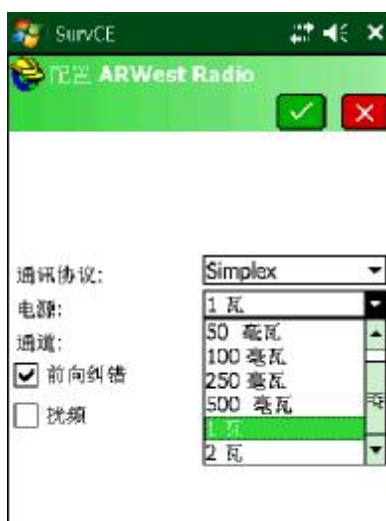 SurvCE
配置 ARWest Radio
通讯协议: Simplex
电源: 1 瓦
通道:
50 毫瓦
100 毫瓦
250 毫瓦
500 毫瓦
1 瓦
2 瓦
前向纠错
扰频